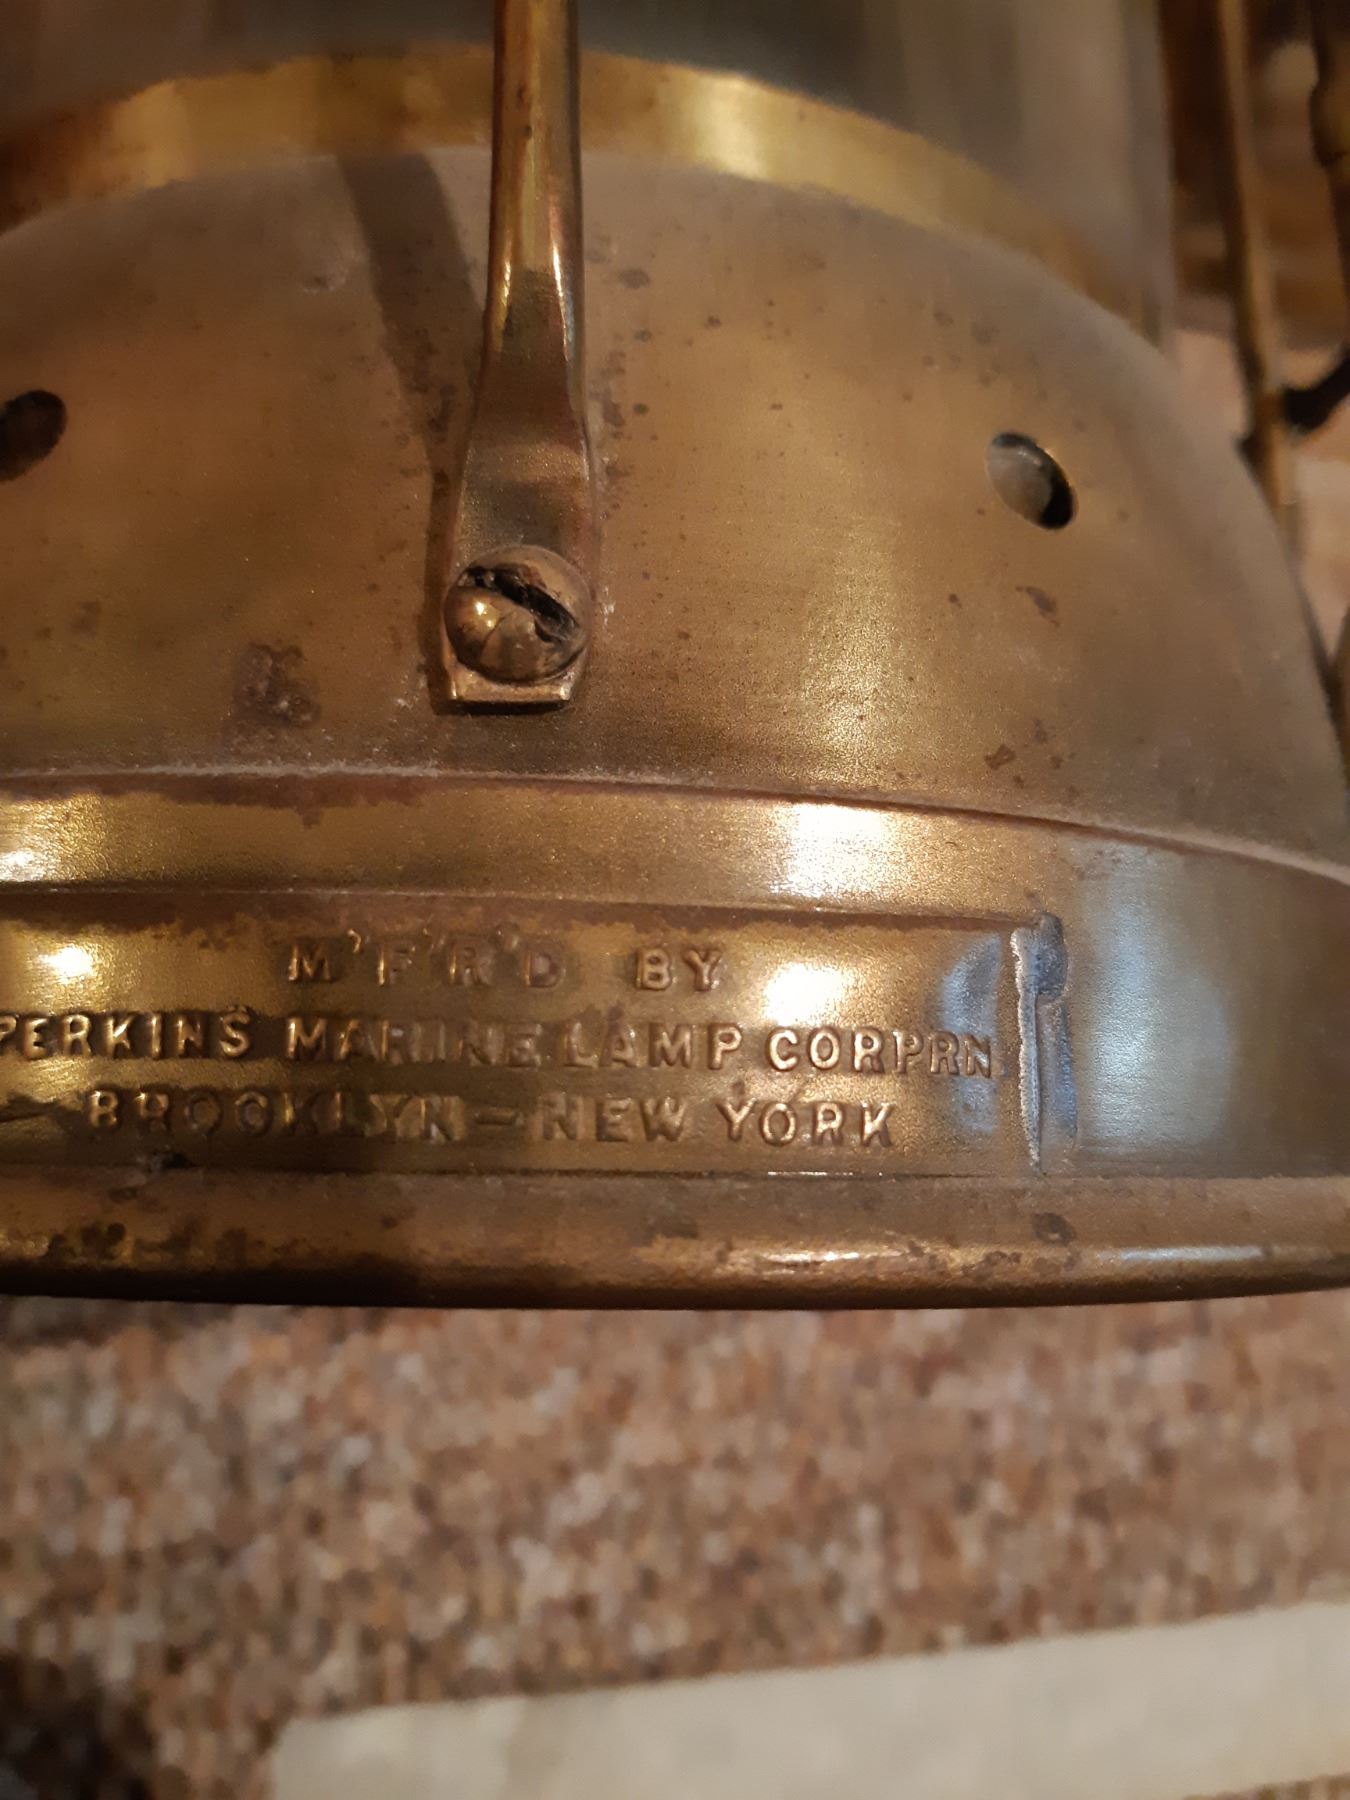 M'F'R'D BY
PERKINS MARINE LAMP CORPRN
BROOKLYN - NEW YORK